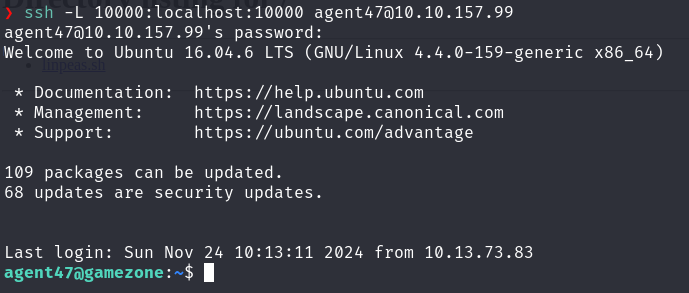 ❯ ssh -L 10000:localhost:10000 agent47@10.10.157.99
agent47@10.10.157.99's password:
Welcome to Ubuntu 16.04.6 LTS (GNU/Linux 4.4.0-159-generic x86_64)
* Documentation:  https://help.ubuntu.com
* Management:     https://landscape.canonical.com
* Support:        https://ubuntu.com/advantage
109 packages can be updated.
68 updates are security updates.
Last login: Sun Nov 24 10:13:11 2024 from 10.13.73.83
agent47@gamezone:~$